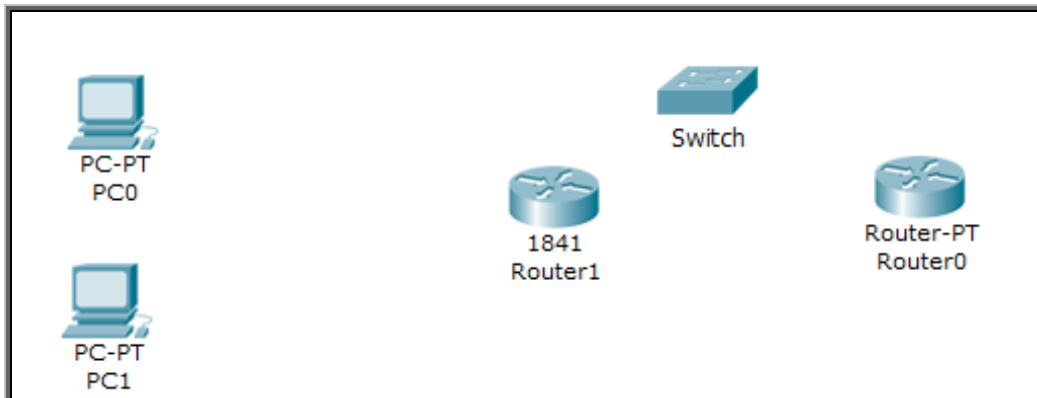 PC-PT
PC0
Switch
1841
Router1
Router-PT
Router0
PC-PT
PC1